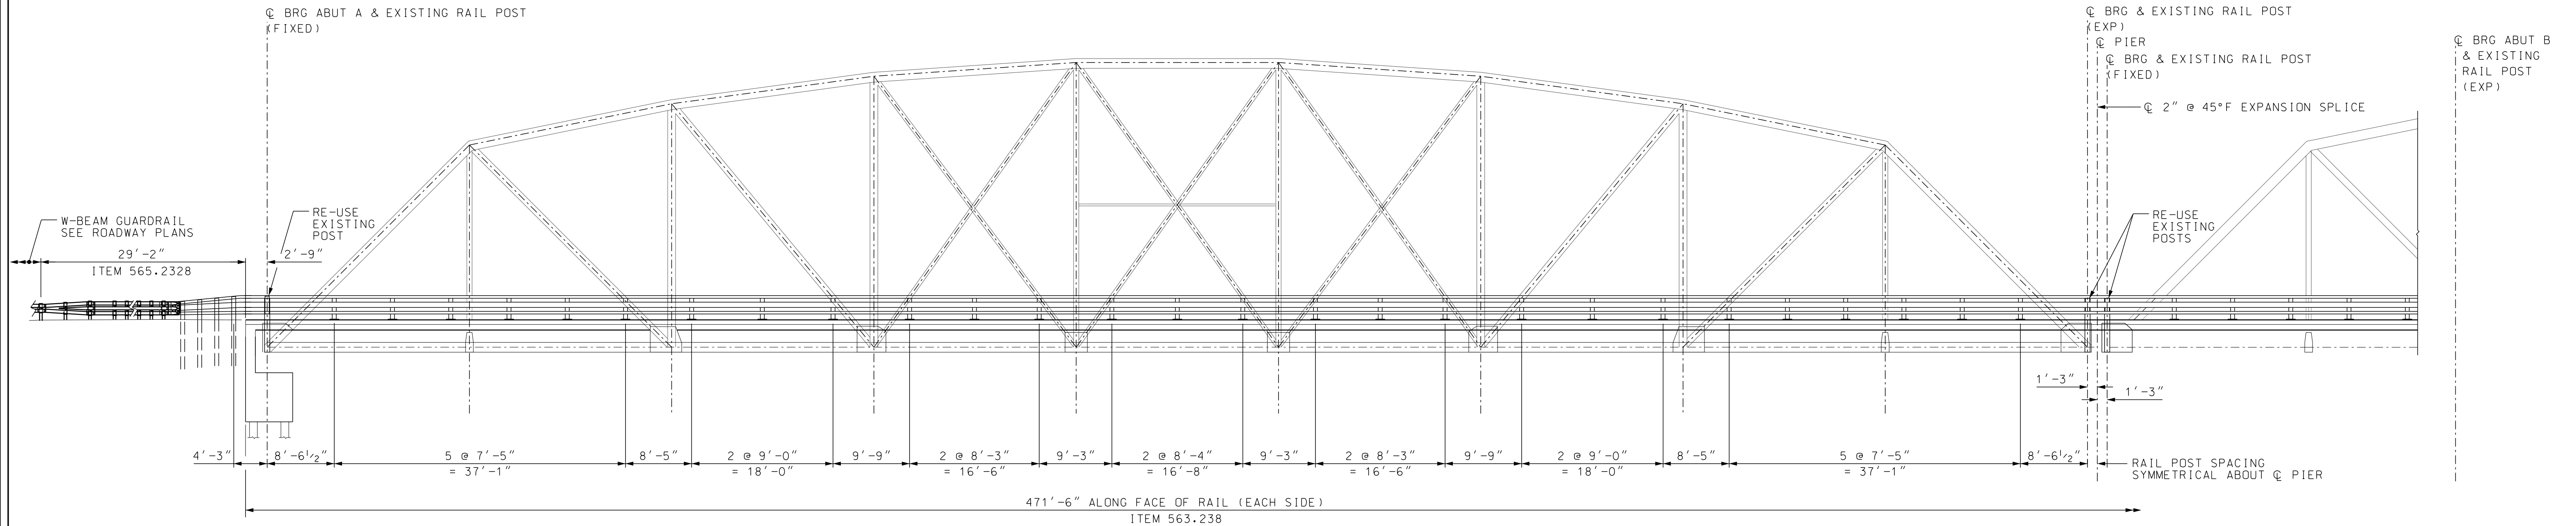 ℄ BRG ABUT A & EXISTING RAIL POST
(FIXED)
℄ BRG & EXISTING RAIL POST
(EXP)
℄ PIER
℄ BRG & EXISTING RAIL POST
(FIXED)
℄ 2" @ 45°F EXPANSION SPLICE
℄ BRG ABUT B
& EXISTING
RAIL POST
(EXP)
W-BEAM GUARDRAIL
SEE ROADWAY PLANS
29'-2"
ITEM 565.2328
RE-USE
EXISTING
POST
2'-9"
RE-USE
EXISTING
POSTS
1'-3"
1'-3"
4'-3"
8'-6½"
5 @ 7'-5"
= 37'-1"
8'-5"
2 @ 9'-0"
= 18'-0"
9'-9"
2 @ 8'-3"
= 16'-6"
9'-3"
2 @ 8'-4"
= 16'-8"
9'-3"
2 @ 8'-3"
= 16'-6"
9'-9"
2 @ 9'-0"
= 18'-0"
8'-5"
5 @ 7'-5"
= 37'-1"
8'-6½"
RAIL POST SPACING
SYMMETRICAL ABOUT ℄ PIER
471'-6" ALONG FACE OF RAIL (EACH SIDE)
ITEM 563.238